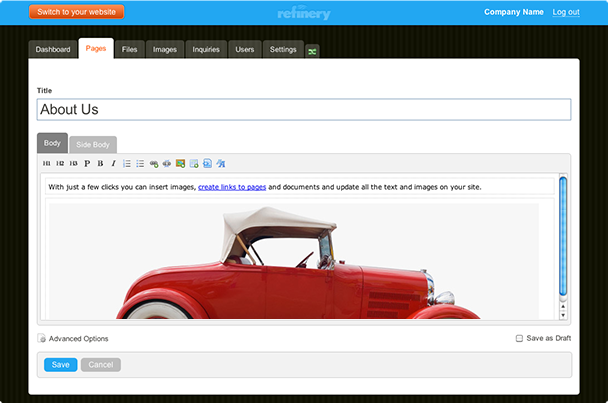 Switch to your website
refinery
Company Name Log out
Dashboard Pages Files Images Inquiries Users Settings
Title
About Us
Body Side Body
H1 H2 H3 P B I
With just a few clicks you can insert images, create links to pages and documents and update all the text and images on your site.
Advanced Options Save as Draft
Save Cancel